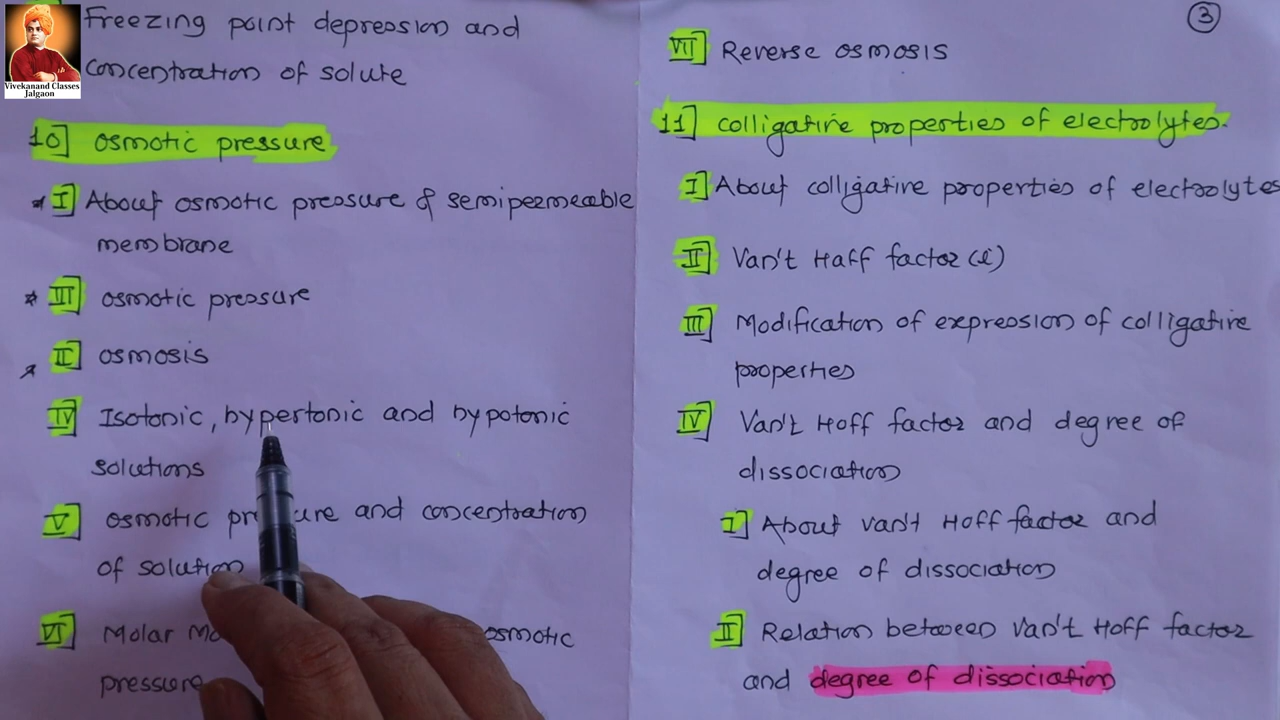 Vivekanand Classes
Jalgaon
Freezing point depression and
concentration of solute
10] osmotic pressure
I] About osmotic pressure & semipermeable
membrane
III] osmotic pressure
II] osmosis
IV] Isotonic, hypertonic and hypotonic
solutions
V] osmotic and concentration
of solution
VI] Molar osmotic
pressure
3
VII] Reverse osmosis
11] colligative properties of electrolytes.
I] About colligative properties of electrolytes
II] Van't Haff factor (i)
III] Modification of expression of colligative
properties
IV] Van't Hoff factor and degree of
dissociation
I] About van't Hoff factor and
degree of dissociation
II] Relation between Van't Hoff factor
and degree of dissociation